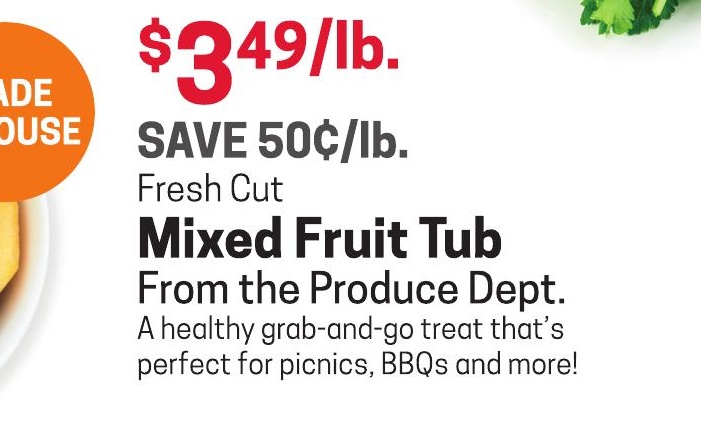 $3.49/lb.
SAVE 50¢/lb.
Fresh Cut
Mixed Fruit Tub
From the Produce Dept.
A healthy grab-and-go treat that's
perfect for picnics, BBQs and more!